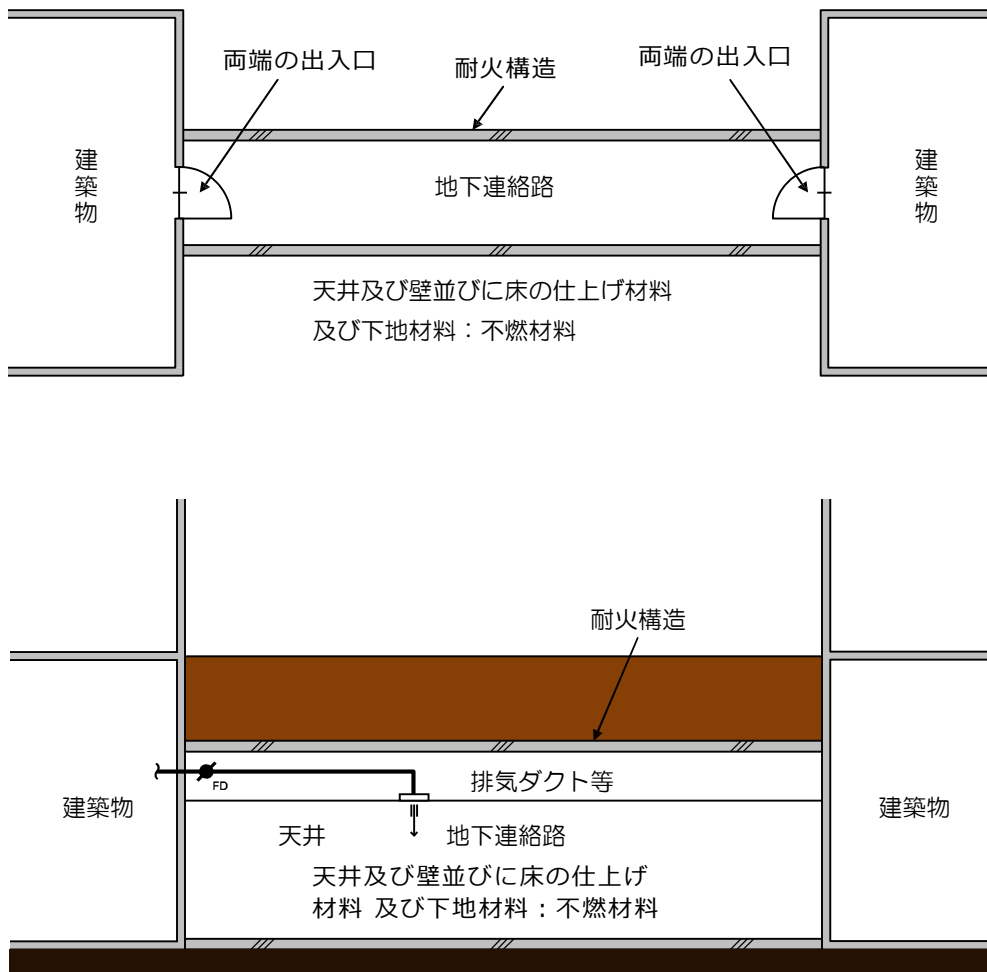 両端の出入口
耐火構造
両端の出入口
建築物
地下連絡路
建築物
天井及び壁並びに床の仕上げ材料
及び下地材料：不燃材料
耐火構造
FD
排気ダクト等
建築物
天井
地下連絡路
建築物
天井及び壁並びに床の仕上げ
材料 及び下地材料：不燃材料